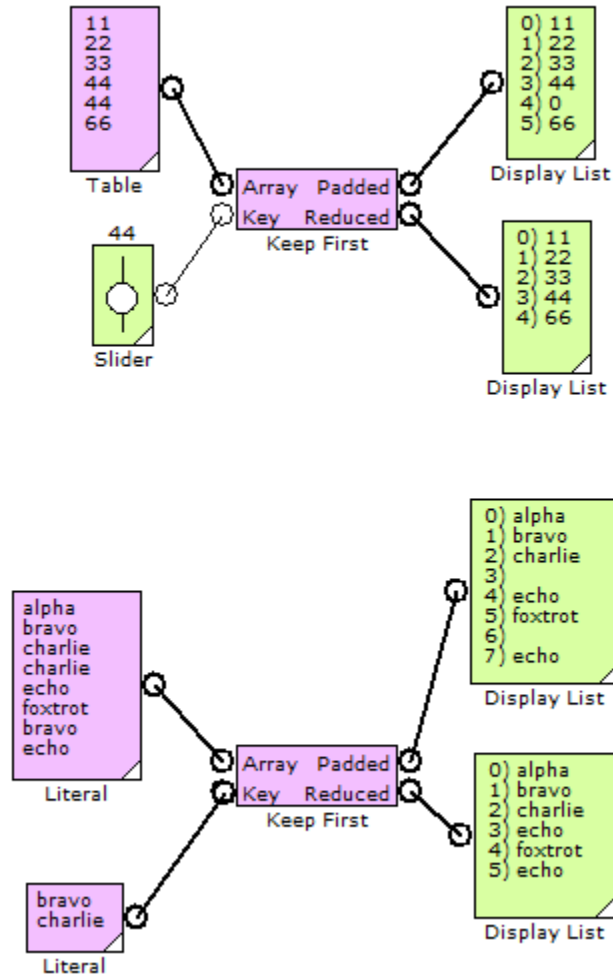 11
22
33
44
44
66
Table
44
Slider
Array Padded
Key Reduced
Keep First
0) 11
1) 22
2) 33
3) 44
4) 0
5) 66
Display List
0) 11
1) 22
2) 33
3) 44
4) 66
Display List
alpha
bravo
charlie
charlie
echo
foxtrot
bravo
echo
Literal
bravo
charlie
Literal
Array Padded
Key Reduced
Keep First
0) alpha
1) bravo
2) charlie
3)
4) echo
5) foxtrot
6)
7) echo
Display List
0) alpha
1) bravo
2) charlie
3) echo
4) foxtrot
5) echo
Display List